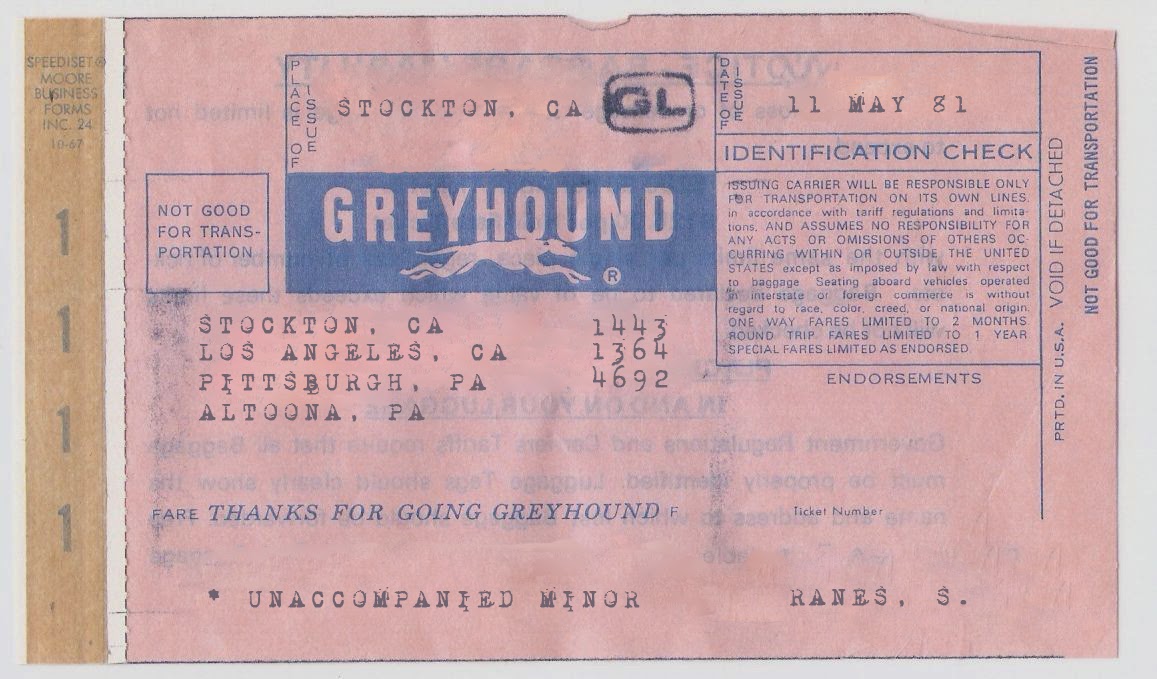 SPEEDISET®
MOORE
BUSINESS
FORMS
INC. 24
10-67
1
1
1
1
PLACE OF
ISSUE
STOCKTON, CA
GL
DATE OF
ISSUE
11 MAY 81
NOT GOOD
FOR TRANS-
PORTATION
GREYHOUND
®
IDENTIFICATION CHECK
ISSUING CARRIER WILL BE RESPONSIBLE ONLY
FOR TRANSPORTATION ON ITS OWN LINES,
in accordance with tariff regulations and limita-
tions, AND ASSUMES NO RESPONSIBILITY FOR
ANY ACTS OR OMISSIONS OF OTHERS OC-
CURRING WITHIN OR OUTSIDE THE UNITED
STATES except as imposed by law with respect
to baggage Seating aboard vehicles operated
in interstate or foreign commerce is without
regard to race, color, creed, or national origin.
ONE WAY FARES LIMITED TO 2 MONTHS
ROUND TRIP FARES LIMITED TO 1 YEAR
SPECIAL FARES LIMITED AS ENDORSED.
STOCKTON, CA 1443
LOS ANGELES, CA 1364
PITTSBURGH, PA 4692
ALTOONA, PA
ENDORSEMENTS
FARE THANKS FOR GOING GREYHOUND F
Ticket Number
* UNACCOMPANIED MINOR RANES, S.
PRTD. IN U.S.A. VOID IF DETACHED
NOT GOOD FOR TRANSPORTATION